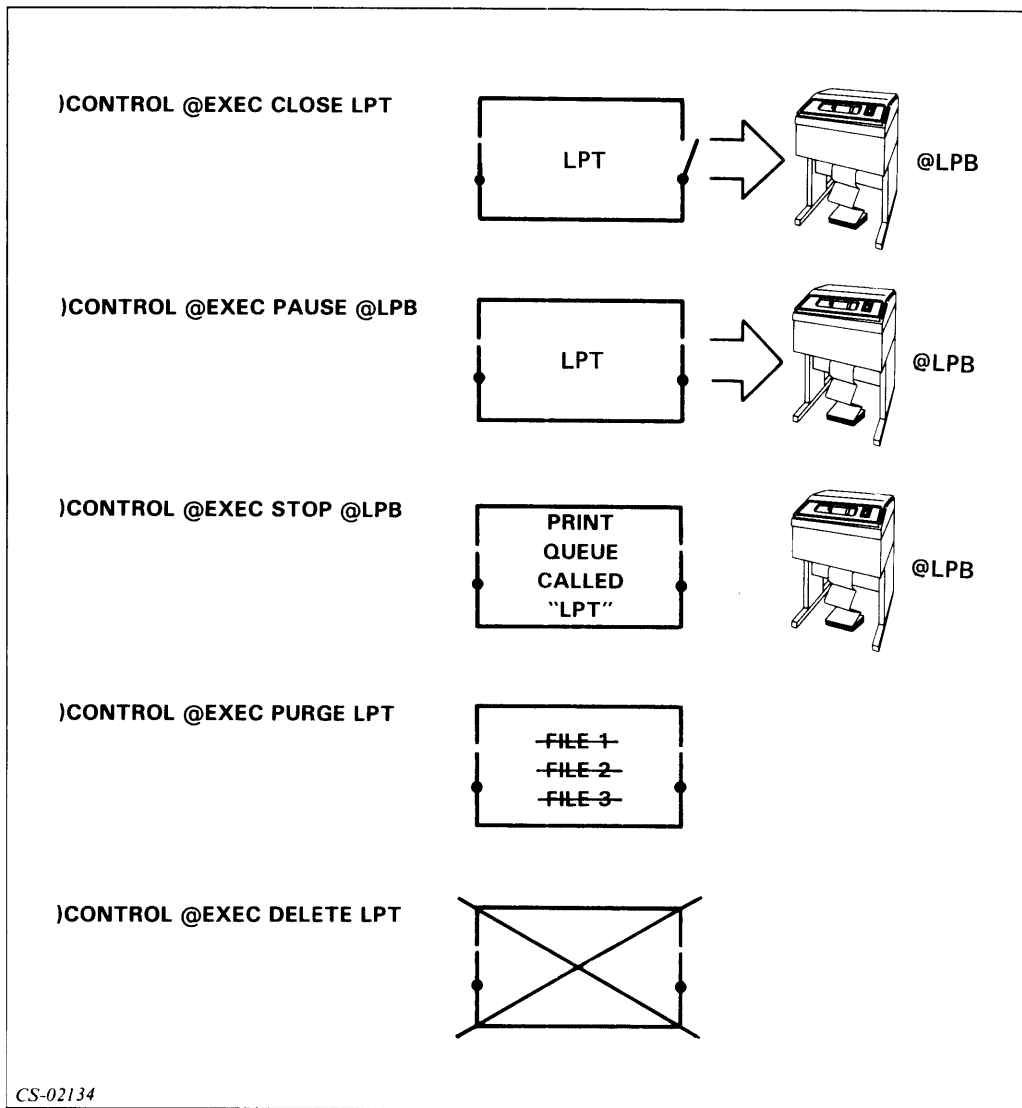 )CONTROL @EXEC CLOSE LPT
LPT
@LPB
)CONTROL @EXEC PAUSE @LPB
LPT
@LPB
)CONTROL @EXEC STOP @LPB
PRINT
QUEUE
CALLED
"LPT"
@LPB
)CONTROL @EXEC PURGE LPT
FILE 1
FILE 2
FILE 3
)CONTROL @EXEC DELETE LPT
CS-02134